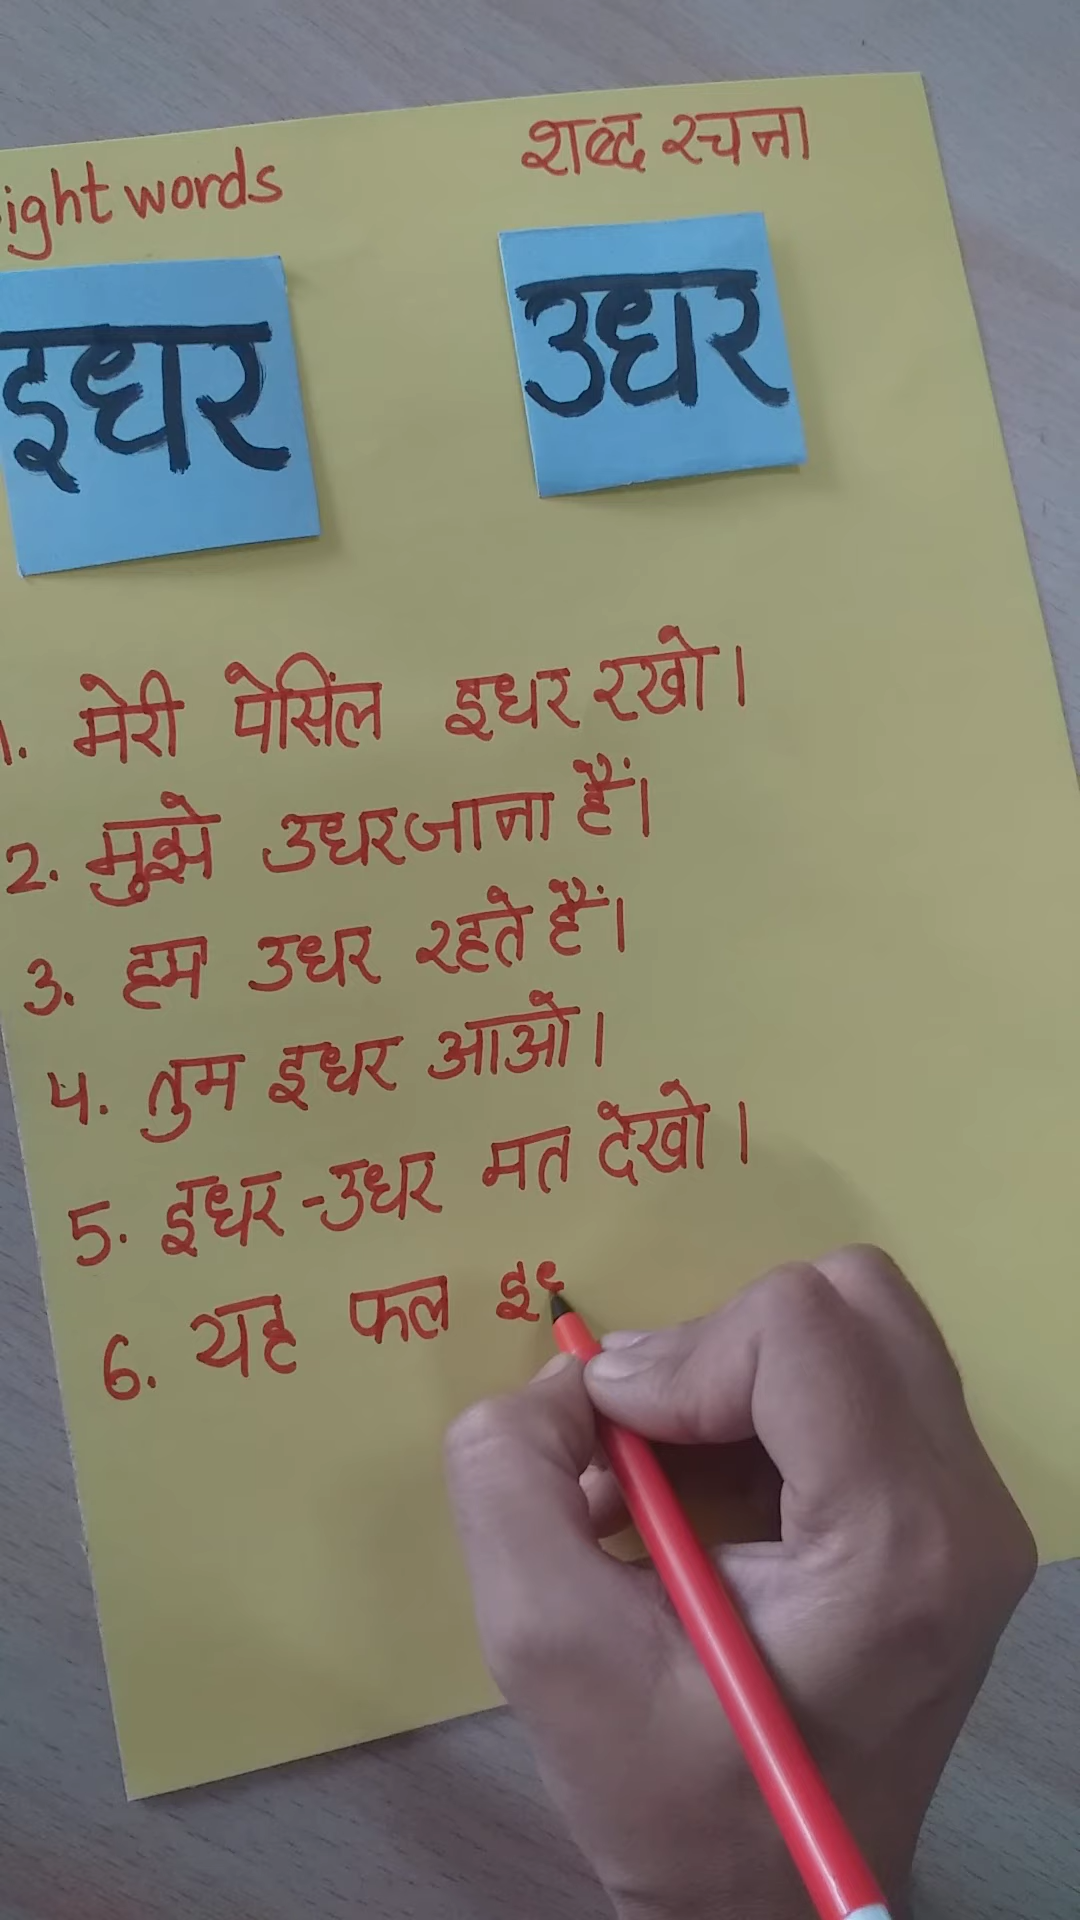 ight words
शब्द रचना
इधर
उधर
1. मेरी पेसिंल इधर रखो।
2. मुझे उधर जाना हैं।
3. हम उधर रहते हैं।
4. तुम इधर आओ।
5. इधर-उधर मत देखो।
6. यह फल इ